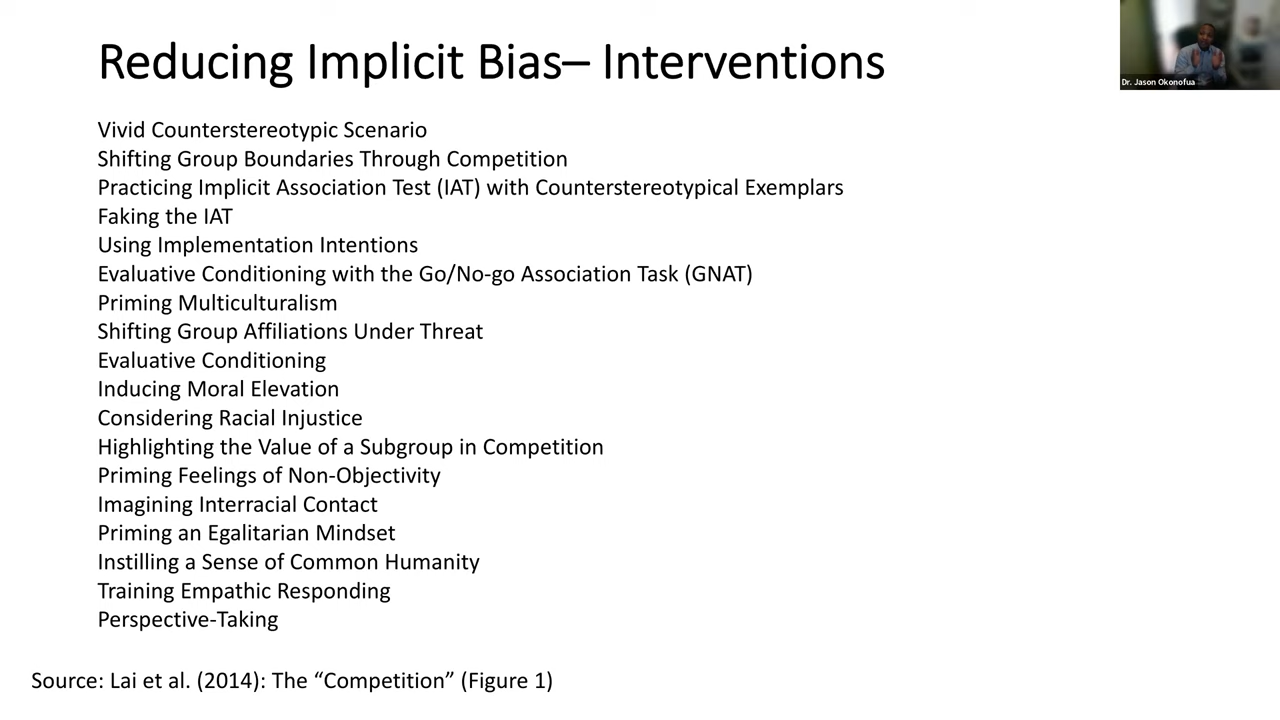 Reducing Implicit Bias– Interventions
Dr. Jason Okonofua
Vivid Counterstereotypic Scenario
Shifting Group Boundaries Through Competition
Practicing Implicit Association Test (IAT) with Counterstereotypical Exemplars
Faking the IAT
Using Implementation Intentions
Evaluative Conditioning with the Go/No-go Association Task (GNAT)
Priming Multiculturalism
Shifting Group Affiliations Under Threat
Evaluative Conditioning
Inducing Moral Elevation
Considering Racial Injustice
Highlighting the Value of a Subgroup in Competition
Priming Feelings of Non-Objectivity
Imagining Interracial Contact
Priming an Egalitarian Mindset
Instilling a Sense of Common Humanity
Training Empathic Responding
Perspective-Taking
Source: Lai et al. (2014): The “Competition” (Figure 1)